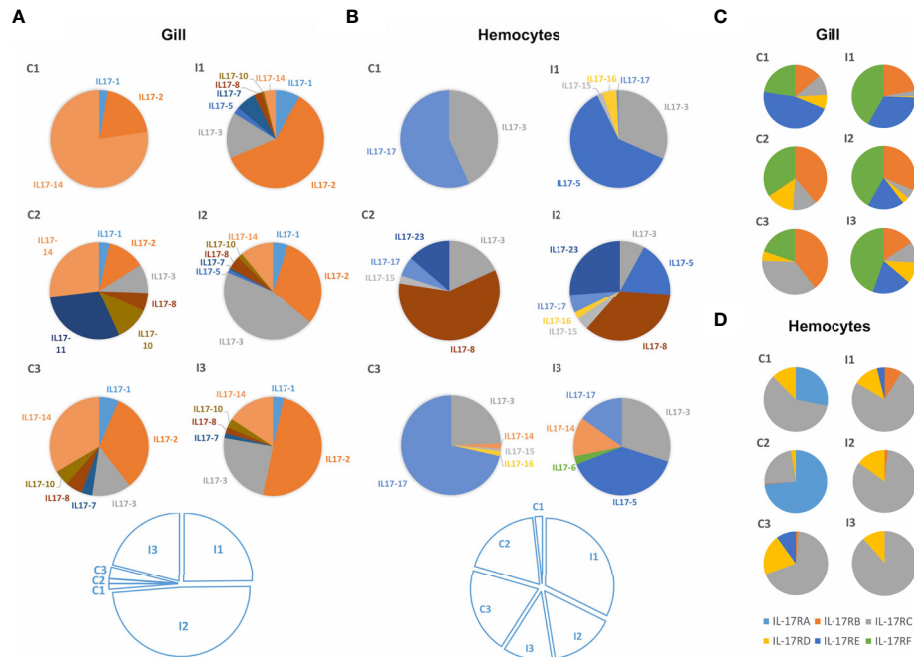 A
Gill
C1
IL17-1
IL17-2
IL17-14
I1
IL17-10
IL17-14
IL17-8
IL17-1
IL17-7
IL17-5
IL17-3
IL17-2
C2
IL17-1
IL17-
14
IL17-2
IL17-3
IL17-8
IL17-
10
IL17-
11
I2
IL17-14
IL17-1
IL17-10
IL17-8
IL17-7
IL17-5
IL17-2
IL17-3
C3
IL17-1
IL17-14
IL17-2
IL17-10
IL17-8
IL17-7
IL17-3
I3
IL17-1
IL17-14
IL17-10
IL17-8
IL17-7
IL17-2
IL17-3
I3
I1
C3
C2
C1
I2
B
Hemocytes
C1
IL17-3
IL17-17
I1
IL17-16
IL17-17
IL17-15
IL17-3
IL17-5
C2
IL17-23
IL17-3
IL17-17
IL17-15
IL17-8
I2
IL17-3
IL17-23
IL17-5
IL17-17
IL17-16
IL17-15
IL17-8
C3
IL17-3
IL17-14
IL17-15
IL17-16
IL17-17
I3
IL17-17
IL17-3
IL17-14
IL17-6
IL17-5
C1
C2
I1
C3
I3
I2
C
Gill
C1
I1
C2
I2
C3
I3
D
Hemocytes
C1
I1
C2
I2
C3
I3
IL-17RA IL-17RB IL-17RC
IL-17RD IL-17RE IL-17RF